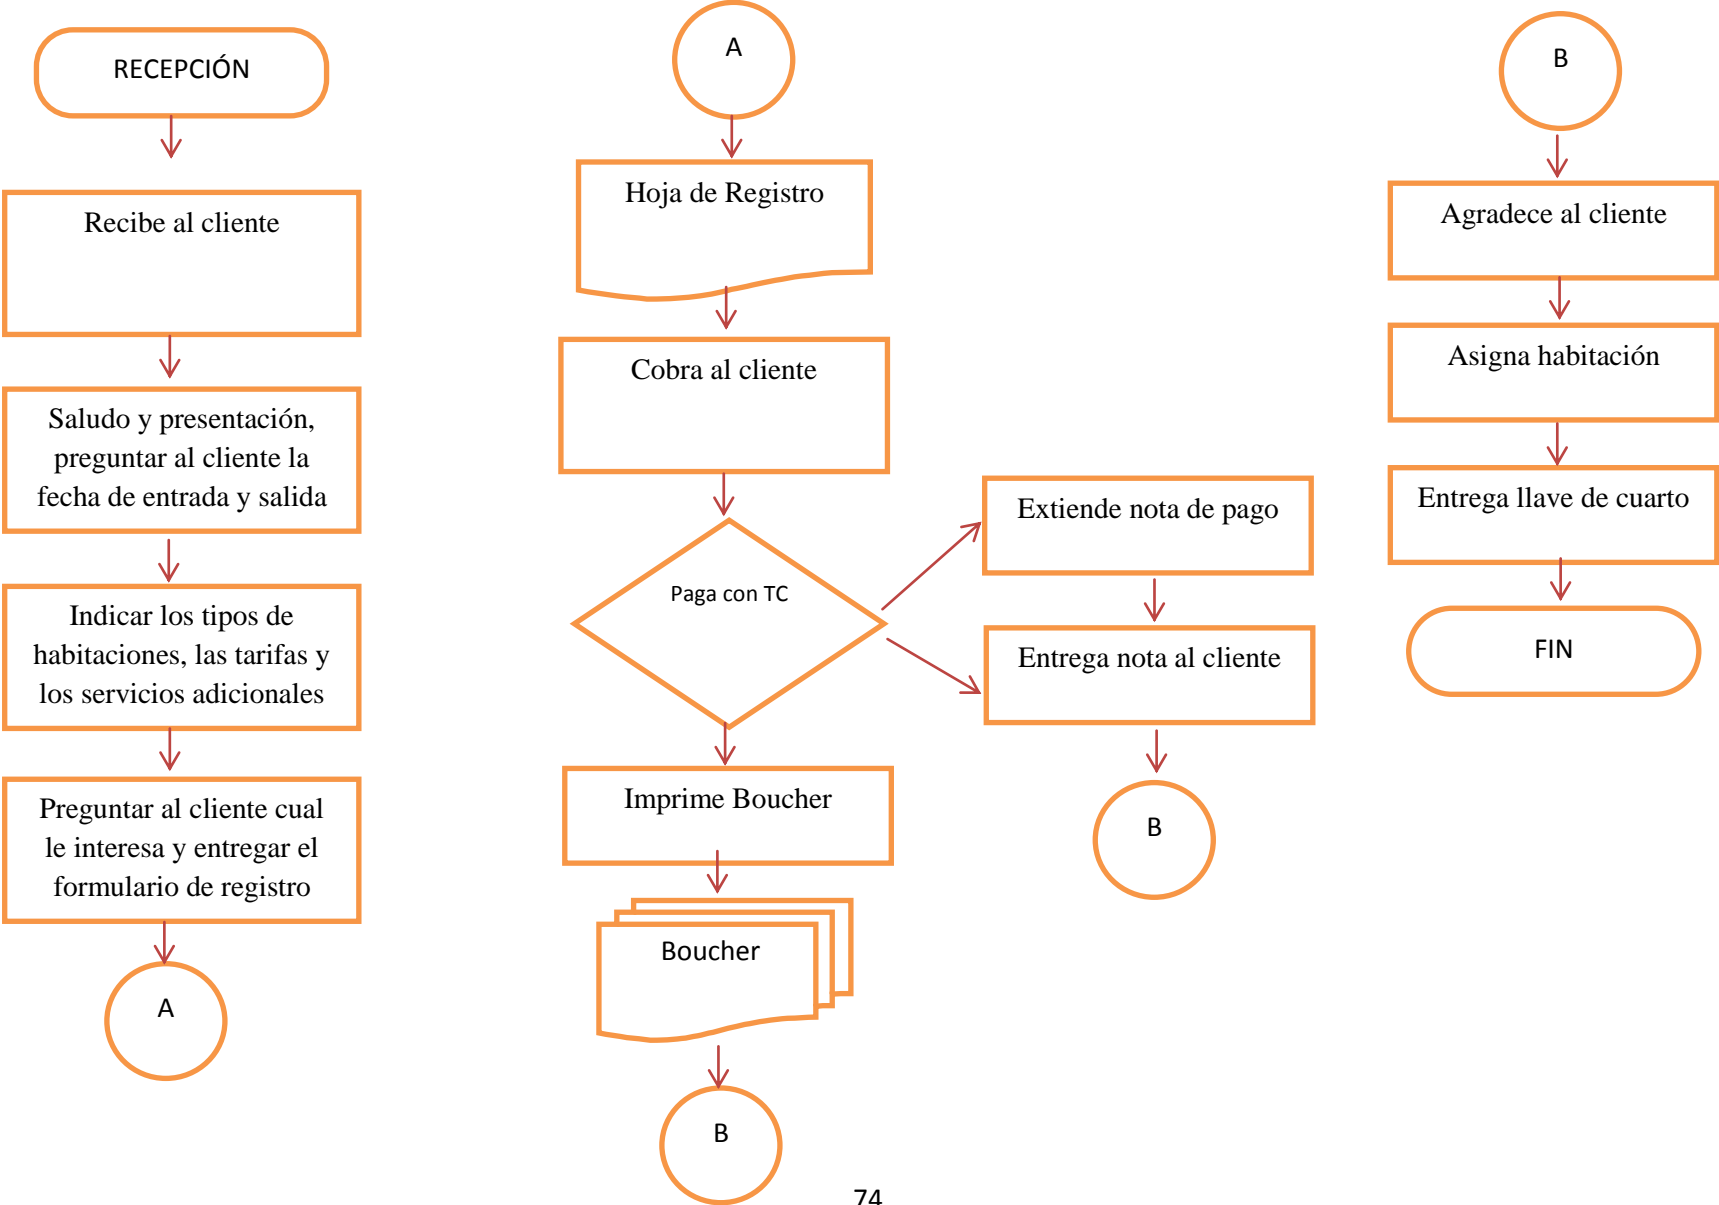 RECEPCIÓN
Recibe al cliente
Saludo y presentación,
preguntar al cliente la
fecha de entrada y salida
Indicar los tipos de
habitaciones, las tarifas y
los servicios adicionales
Preguntar al cliente cual
le interesa y entregar el
formulario de registro
A
A
Hoja de Registro
Cobra al cliente
Paga con TC
Extiende nota de pago
Entrega nota al cliente
B
Imprime Boucher
Boucher
B
B
Agradece al cliente
Asigna habitación
Entrega llave de cuarto
FIN
74